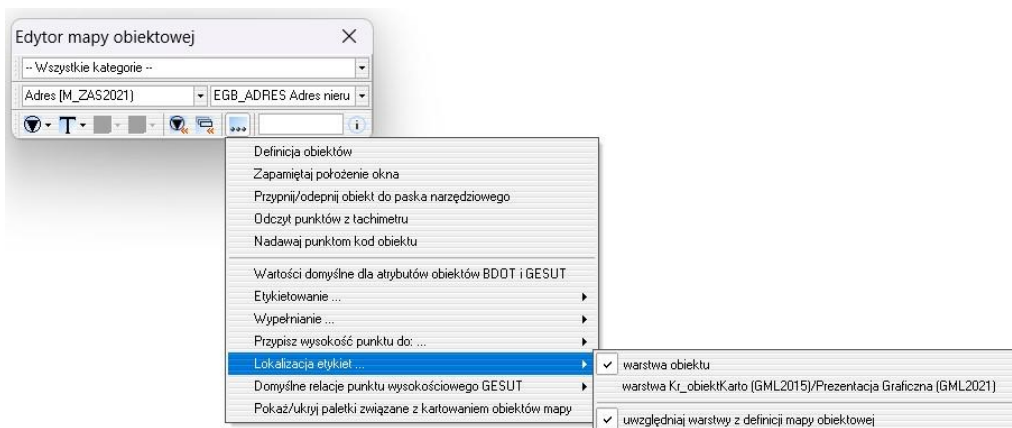 Edytor mapy obiektowej
-- Wszystkie kategorie --
Adres [M_ZAS2021) EGB_ADRES Adres nieru
T
Definicja obiektów
Zapamiętaj położenie okna
Przypnij/odepnij obiekt do paska narzędziowego
Odczyt punktów z tachimetru
Nadawaj punktom kod obiektu
Wartości domyślne dla atrybutów obiektów BDOT i GESUT
Etykietowanie ...
Wypełnianie ...
Przypisz wysokość punktu do: ...
Lokalizacja etykiet ...
warstwa obiektu
Domyślne relacje punktu wysokościowego GESUT
warstwa Kr_obiektKarto (GML2015)/Prezentacja Graficzna (GML2021)
Pokaż/ukryj paletki związane z kartowaniem obiektów mapy
uwzględniaj warstwy z definicji mapy obiektowej